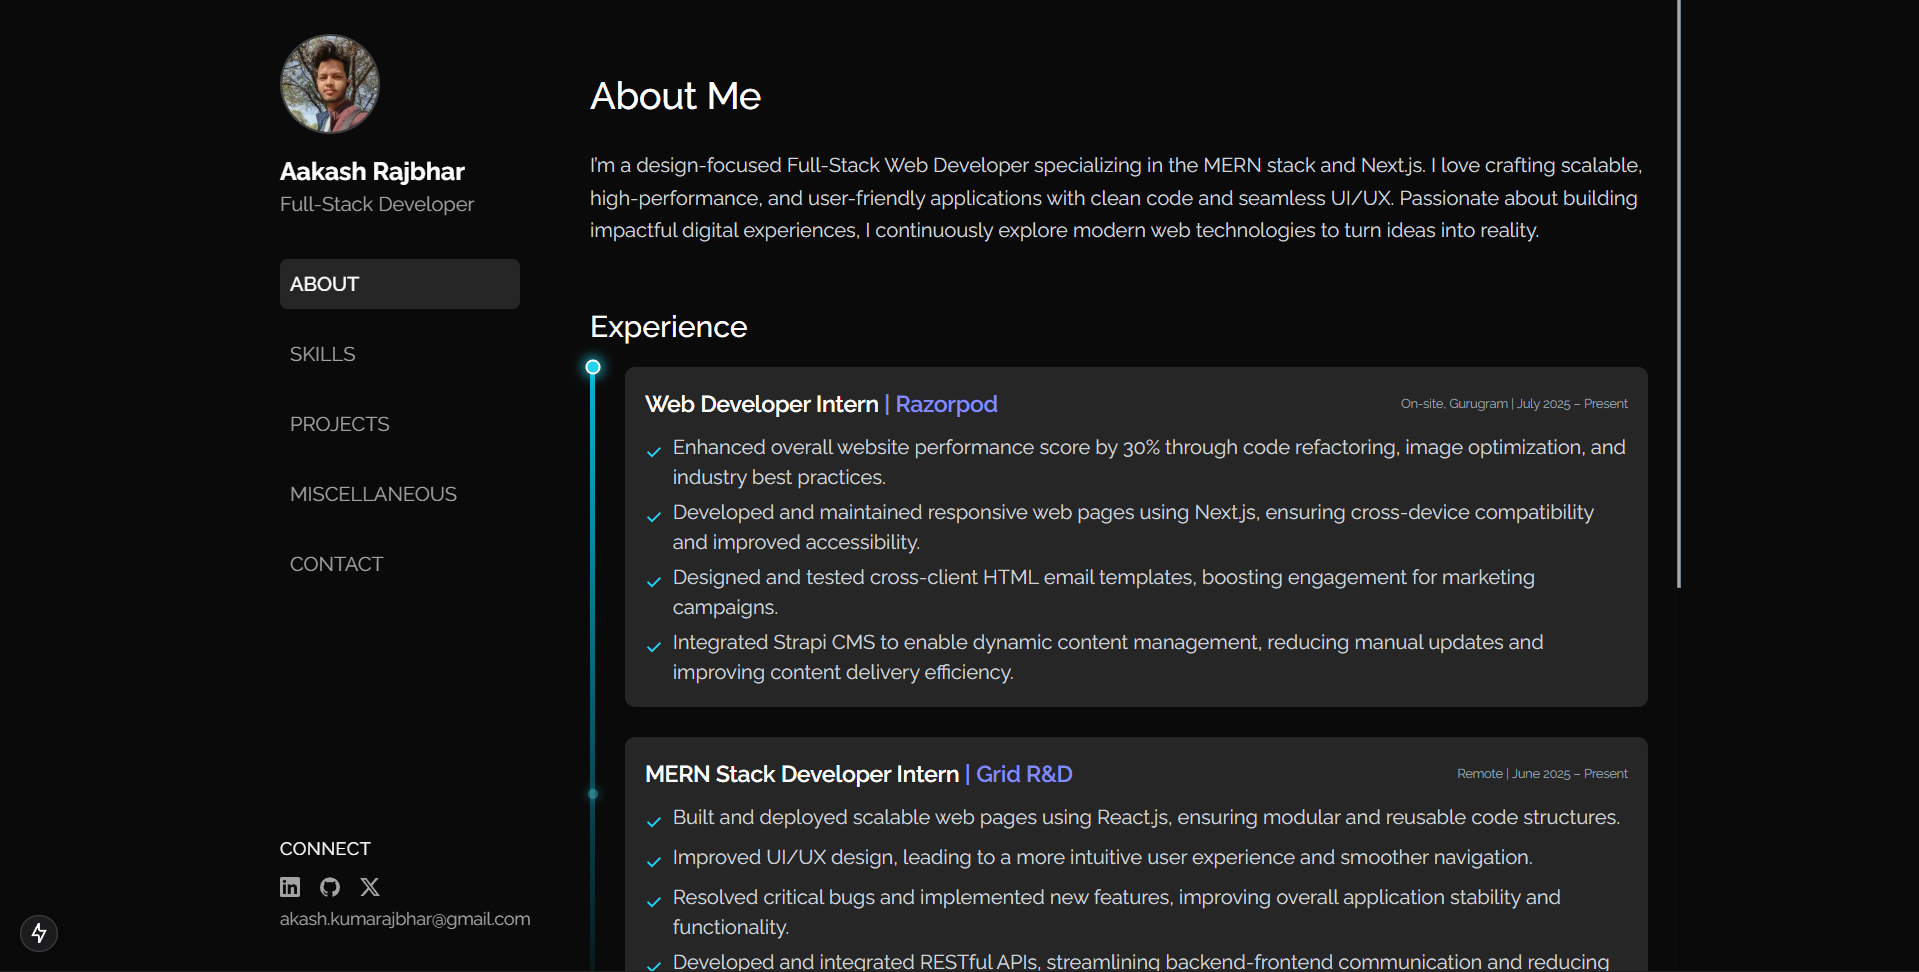 Aakash Rajbhar
Full-Stack Developer
ABOUT
SKILLS
PROJECTS
MISCELLANEOUS
CONTACT
CONNECT
akash.kumarajbhar@gmail.com
About Me
I'm a design-focused Full-Stack Web Developer specializing in the MERN stack and Next.js. I love crafting scalable,
high-performance, and user-friendly applications with clean code and seamless UI/UX. Passionate about building
impactful digital experiences, I continuously explore modern web technologies to turn ideas into reality.
Experience
Web Developer Intern | Razorpod
On-site, Gurugram | July 2025 – Present
Enhanced overall website performance score by 30% through code refactoring, image optimization, and
industry best practices.
Developed and maintained responsive web pages using Next.js, ensuring cross-device compatibility
and improved accessibility.
Designed and tested cross-client HTML email templates, boosting engagement for marketing
campaigns.
Integrated Strapi CMS to enable dynamic content management, reducing manual updates and
improving content delivery efficiency.
MERN Stack Developer Intern | Grid R&D
Remote | June 2025 – Present
Built and deployed scalable web pages using React.js, ensuring modular and reusable code structures.
Improved UI/UX design, leading to a more intuitive user experience and smoother navigation.
Resolved critical bugs and implemented new features, improving overall application stability and
functionality.
Developed and integrated RESTful APIs, streamlining backend-frontend communication and reducing